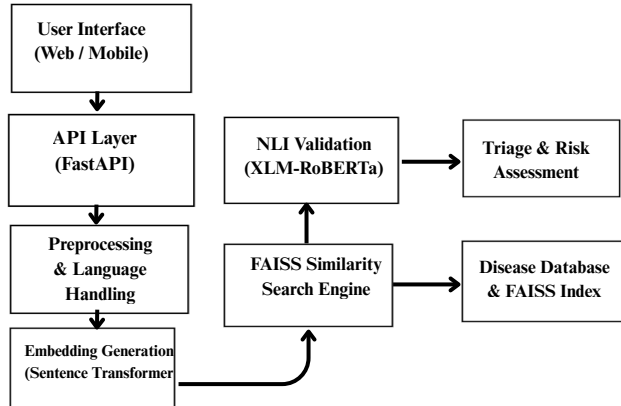 User Interface
(Web / Mobile)
API Layer
(FastAPI)
Preprocessing
& Language
Handling
Embedding Generation
(Sentence Transformer
FAISS Similarity
Search Engine
NLI Validation
(XLM-RoBERTa)
Triage & Risk
Assessment
Disease Database
& FAISS Index